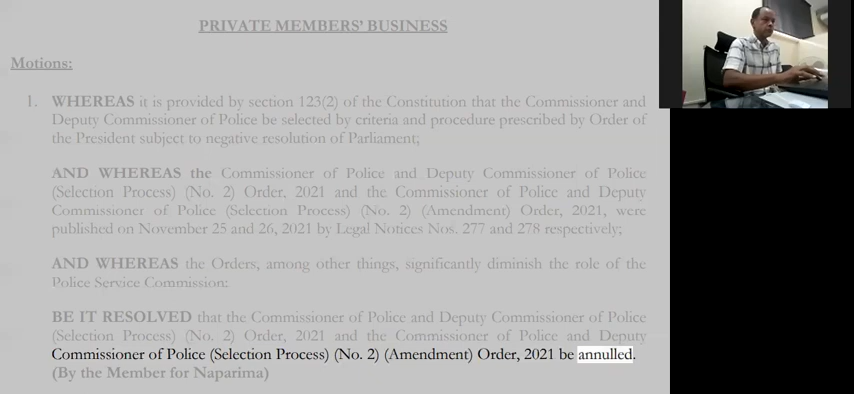 PRIVATE MEMBERS' BUSINESS
Motions:
1. WHEREAS it is provided by section 123(2) of the Constitution that the Commissioner and
Deputy Commissioner of Police be selected by criteria and procedure prescribed by Order of
the President subject to negative resolution of Parliament;
AND WHEREAS the Commissioner of Police and Deputy Commissioner of Police
(Selection Process) (No. 2) Order, 2021 and the Commissioner of Police and Deputy
Commissioner of Police (Selection Process) (No. 2) (Amendment) Order, 2021, were
published on November 25 and 26, 2021 by Legal Notices Nos. 277 and 278 respectively;
AND WHEREAS the Orders, among other things, significantly diminish the role of the
Police Service Commission:
BE IT RESOLVED that the Commissioner of Police and Deputy Commissioner of Police
(Selection Process) (No. 2) Order, 2021 and the Commissioner of Police and Deputy
Commissioner of Police (Selection Process) (No. 2) (Amendment) Order, 2021 be annulled.
(By the Member for Naparima)